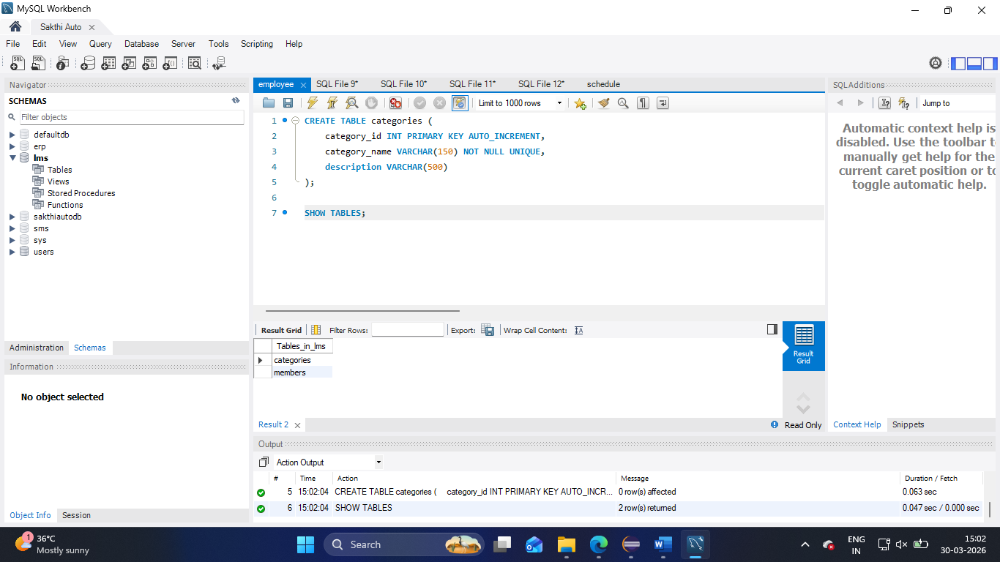 MySQL Workbench
Sakthi Auto
File Edit View Query Database Server Tools Scripting Help
Navigator
SCHEMAS
Filter objects
defaultdb
erp
lms
Tables
Views
Stored Procedures
Functions
sakthiautodb
sms
sys
users
Administration Schemas
Information
No object selected
Object Info Session
employee SQL File 9* SQL File 10* SQL File 11* SQL File 12* schedule
Limit to 1000 rows
1 CREATE TABLE categories (
2 category_id INT PRIMARY KEY AUTO_INCREMENT,
3 category_name VARCHAR(150) NOT NULL UNIQUE,
4 description VARCHAR(500)
5 );
6
7 SHOW TABLES;
Result Grid Filter Rows: Export: Wrap Cell Content:
Tables_in_lms
categories
members
Result Grid
Result 2 Read Only
SQLAdditions
Jump to
Automatic context help is
disabled. Use the toolbar t
manually get help for the
current caret position or to
toggle automatic help.
Context Help Snippets
Output
Action Output
# Time Action Message Duration / Fetch
5 15:02:04 CREATE TABLE categories ( category_id INT PRIMARY KEY AUTO_INCR... 0 row(s) affected 0.063 sec
6 15:02:04 SHOW TABLES 2 row(s) returned 0.047 sec / 0.000 sec
1
36°C
Mostly sunny
Search
ENG
IN
15:02
30-03-2026